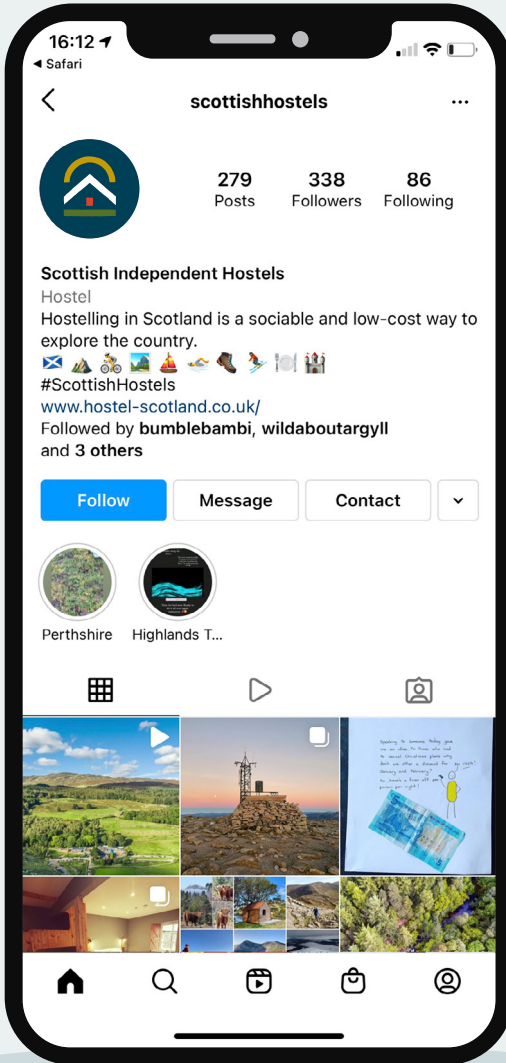 16:12
Safari
scottishhostels
279 338 86
Posts Followers Following
Scottish Independent Hostels
Hostel
Hostelling in Scotland is a sociable and low-cost way to
explore the country.
#ScottishHostels
www.hostel-scotland.co.uk/
Followed by bumblebambi, wildaboutargyll
and 3 others
Follow Message Contact
Perthshire Highlands T...